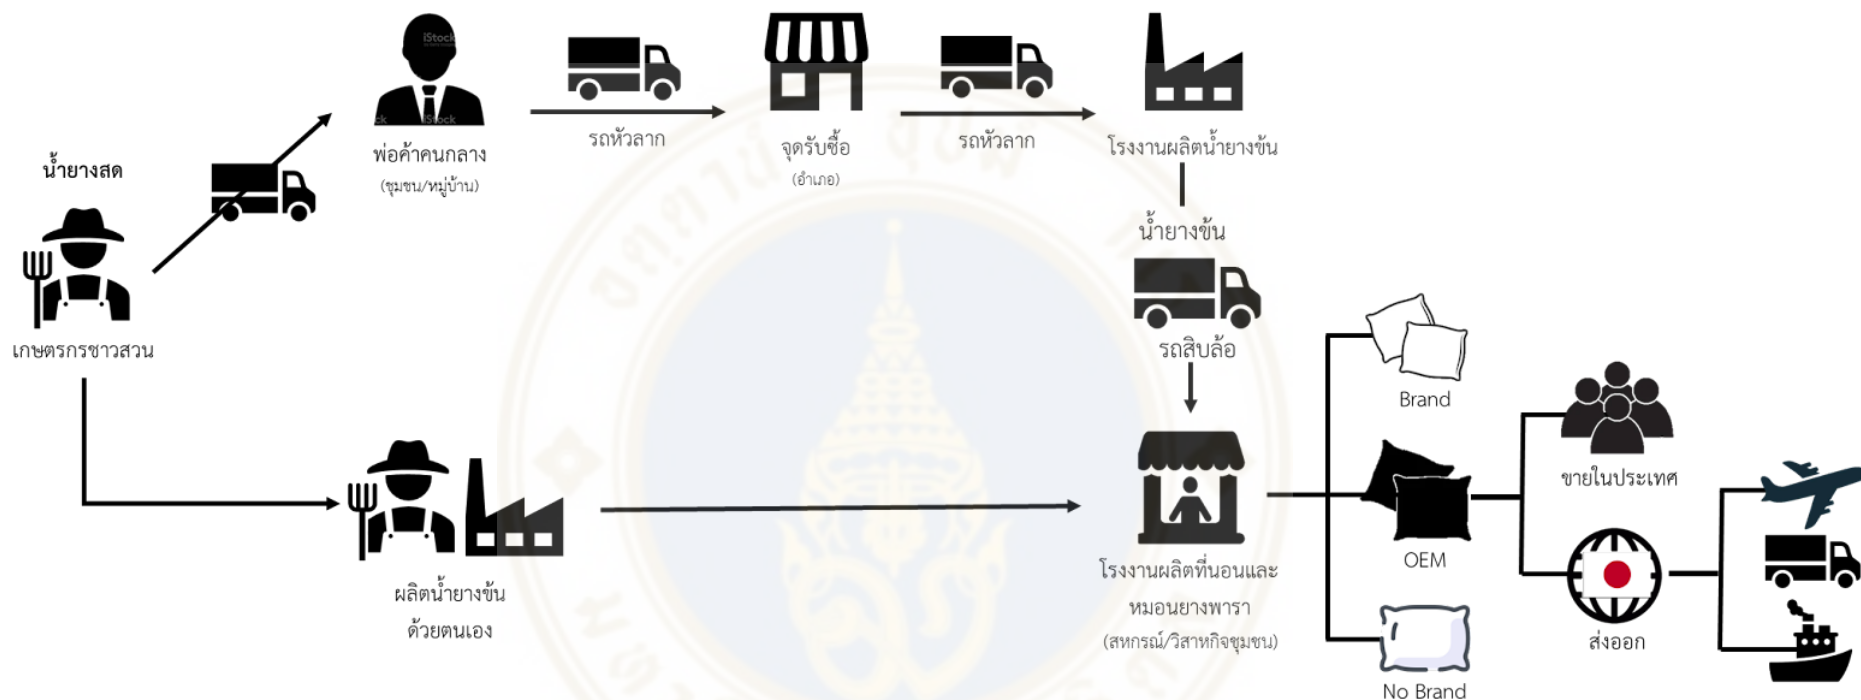 น้ำยางสด
เกษตรกรชาวสวน
iStock
iStock
พ่อค้าคนกลาง
(ชุมชน/หมู่บ้าน)
รถหัวลาก
จุดรับซื้อ
(อำเภอ)
รถหัวลาก
โรงงานผลิตน้ำยางข้น
น้ำยางข้น
รถสิบล้อ
ผลิตน้ำยางข้น
ด้วยตนเอง
โรงงานผลิตที่นอนและ
หมอนยางพารา
(สหกรณ์/วิสาหกิจชุมชน)
Brand
OEM
No Brand
ขายในประเทศ
ส่งออก